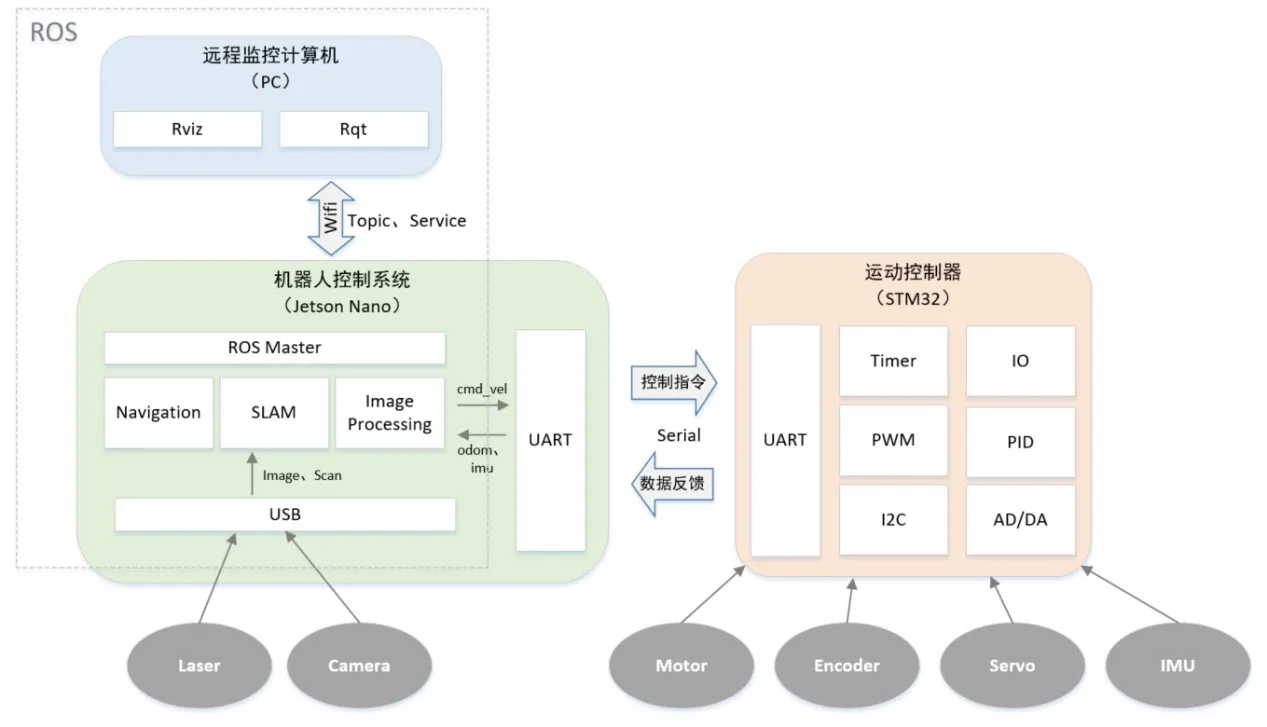 ROS
远程监控计算机
（PC）
Rviz
Rqt
Wifi
Topic、Service
机器人控制系统
（Jetson Nano）
ROS Master
Navigation
SLAM
Image
Processing
cmd_vel
odom、
imu
UART
Image、Scan
USB
控制指令
Serial
数据反馈
运动控制器
（STM32）
UART
Timer
IO
PWM
PID
I2C
AD/DA
Laser
Camera
Motor
Encoder
Servo
IMU